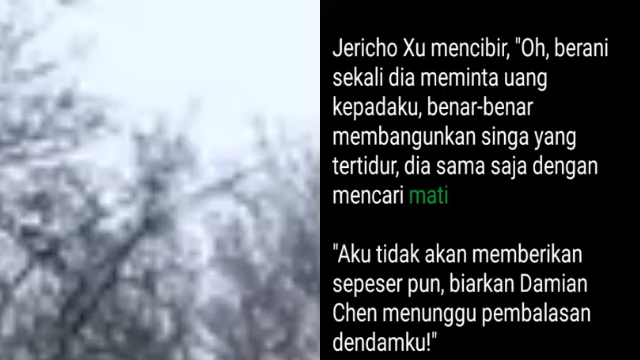 Jericho Xu mencibir, "Oh, berani
sekali dia meminta uang
kepadaku, benar-benar
membangunkan singa yang
tertidur, dia sama saja dengan
mencari mati
"Aku tidak akan memberikan
sepeser pun, biarkan Damian
Chen menunggu pembalasan
dendamku!"